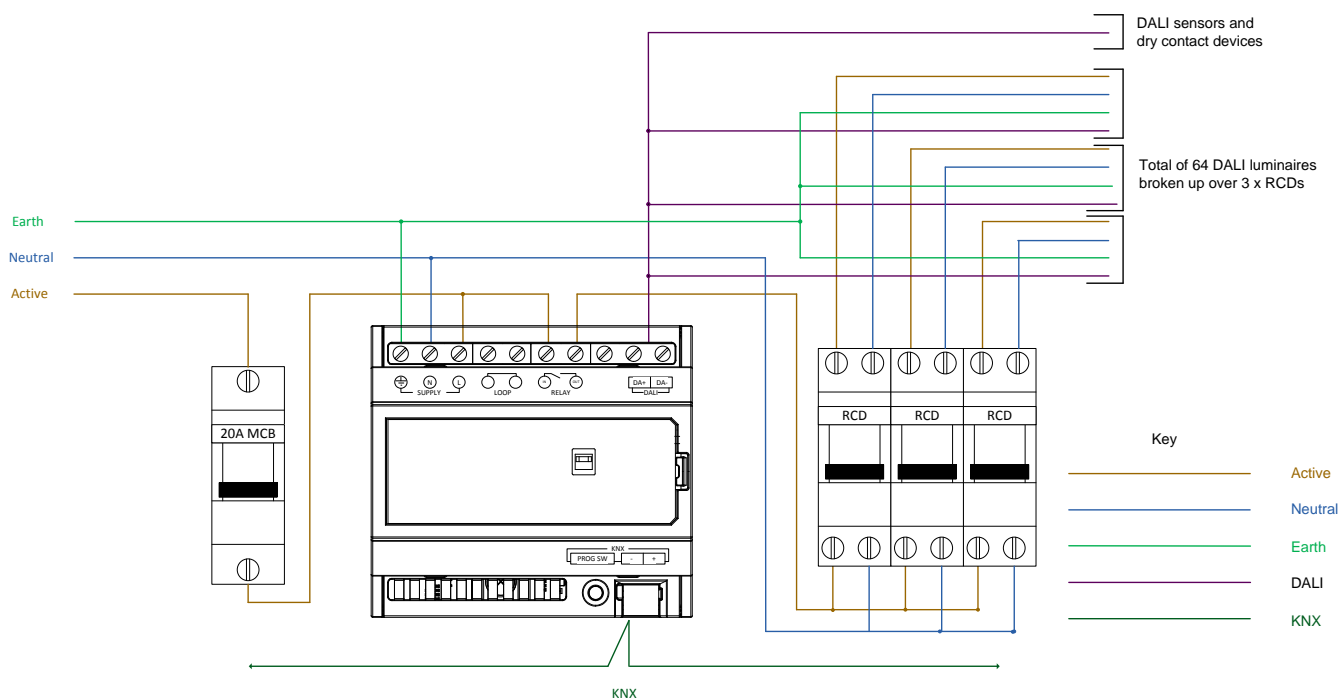 DALI sensors and
dry contact devices
Total of 64 DALI luminaires
broken up over 3 x RCDs
Earth
Neutral
Active
20A MCB
N
L
SUPPLY
LOOP
IN
OUT
RELAY
DA+
DA-
DALI
KNX
PROG SW
-
+
RCD
RCD
RCD
Key
Active
Neutral
Earth
DALI
KNX
KNX